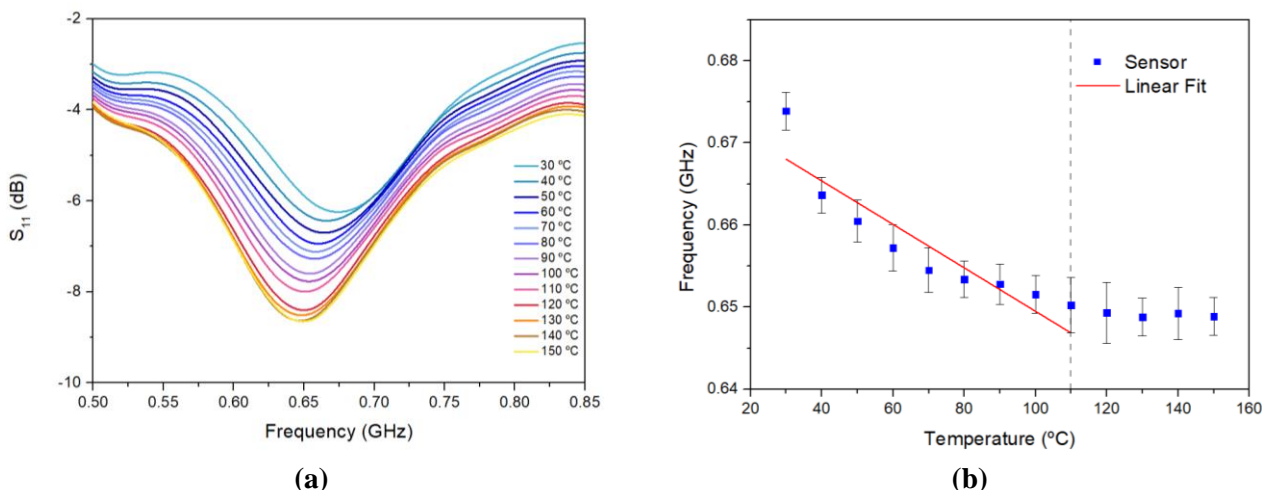 -2
-4
-6
-8
-10
0.50
0.55
0.60
0.65
0.70
0.75
0.80
0.85
S11 (dB)
Frequency (GHz)
30 ºC
40 ºC
50 ºC
60 ºC
70 ºC
80 ºC
90 ºC
100 ºC
110 ºC
120 ºC
130 ºC
140 ºC
150 ºC
(a)
0.68
0.67
0.66
0.65
0.64
20
40
60
80
100
120
140
160
Frequency (GHz)
Temperature (ºC)
Sensor
Linear Fit
(b)